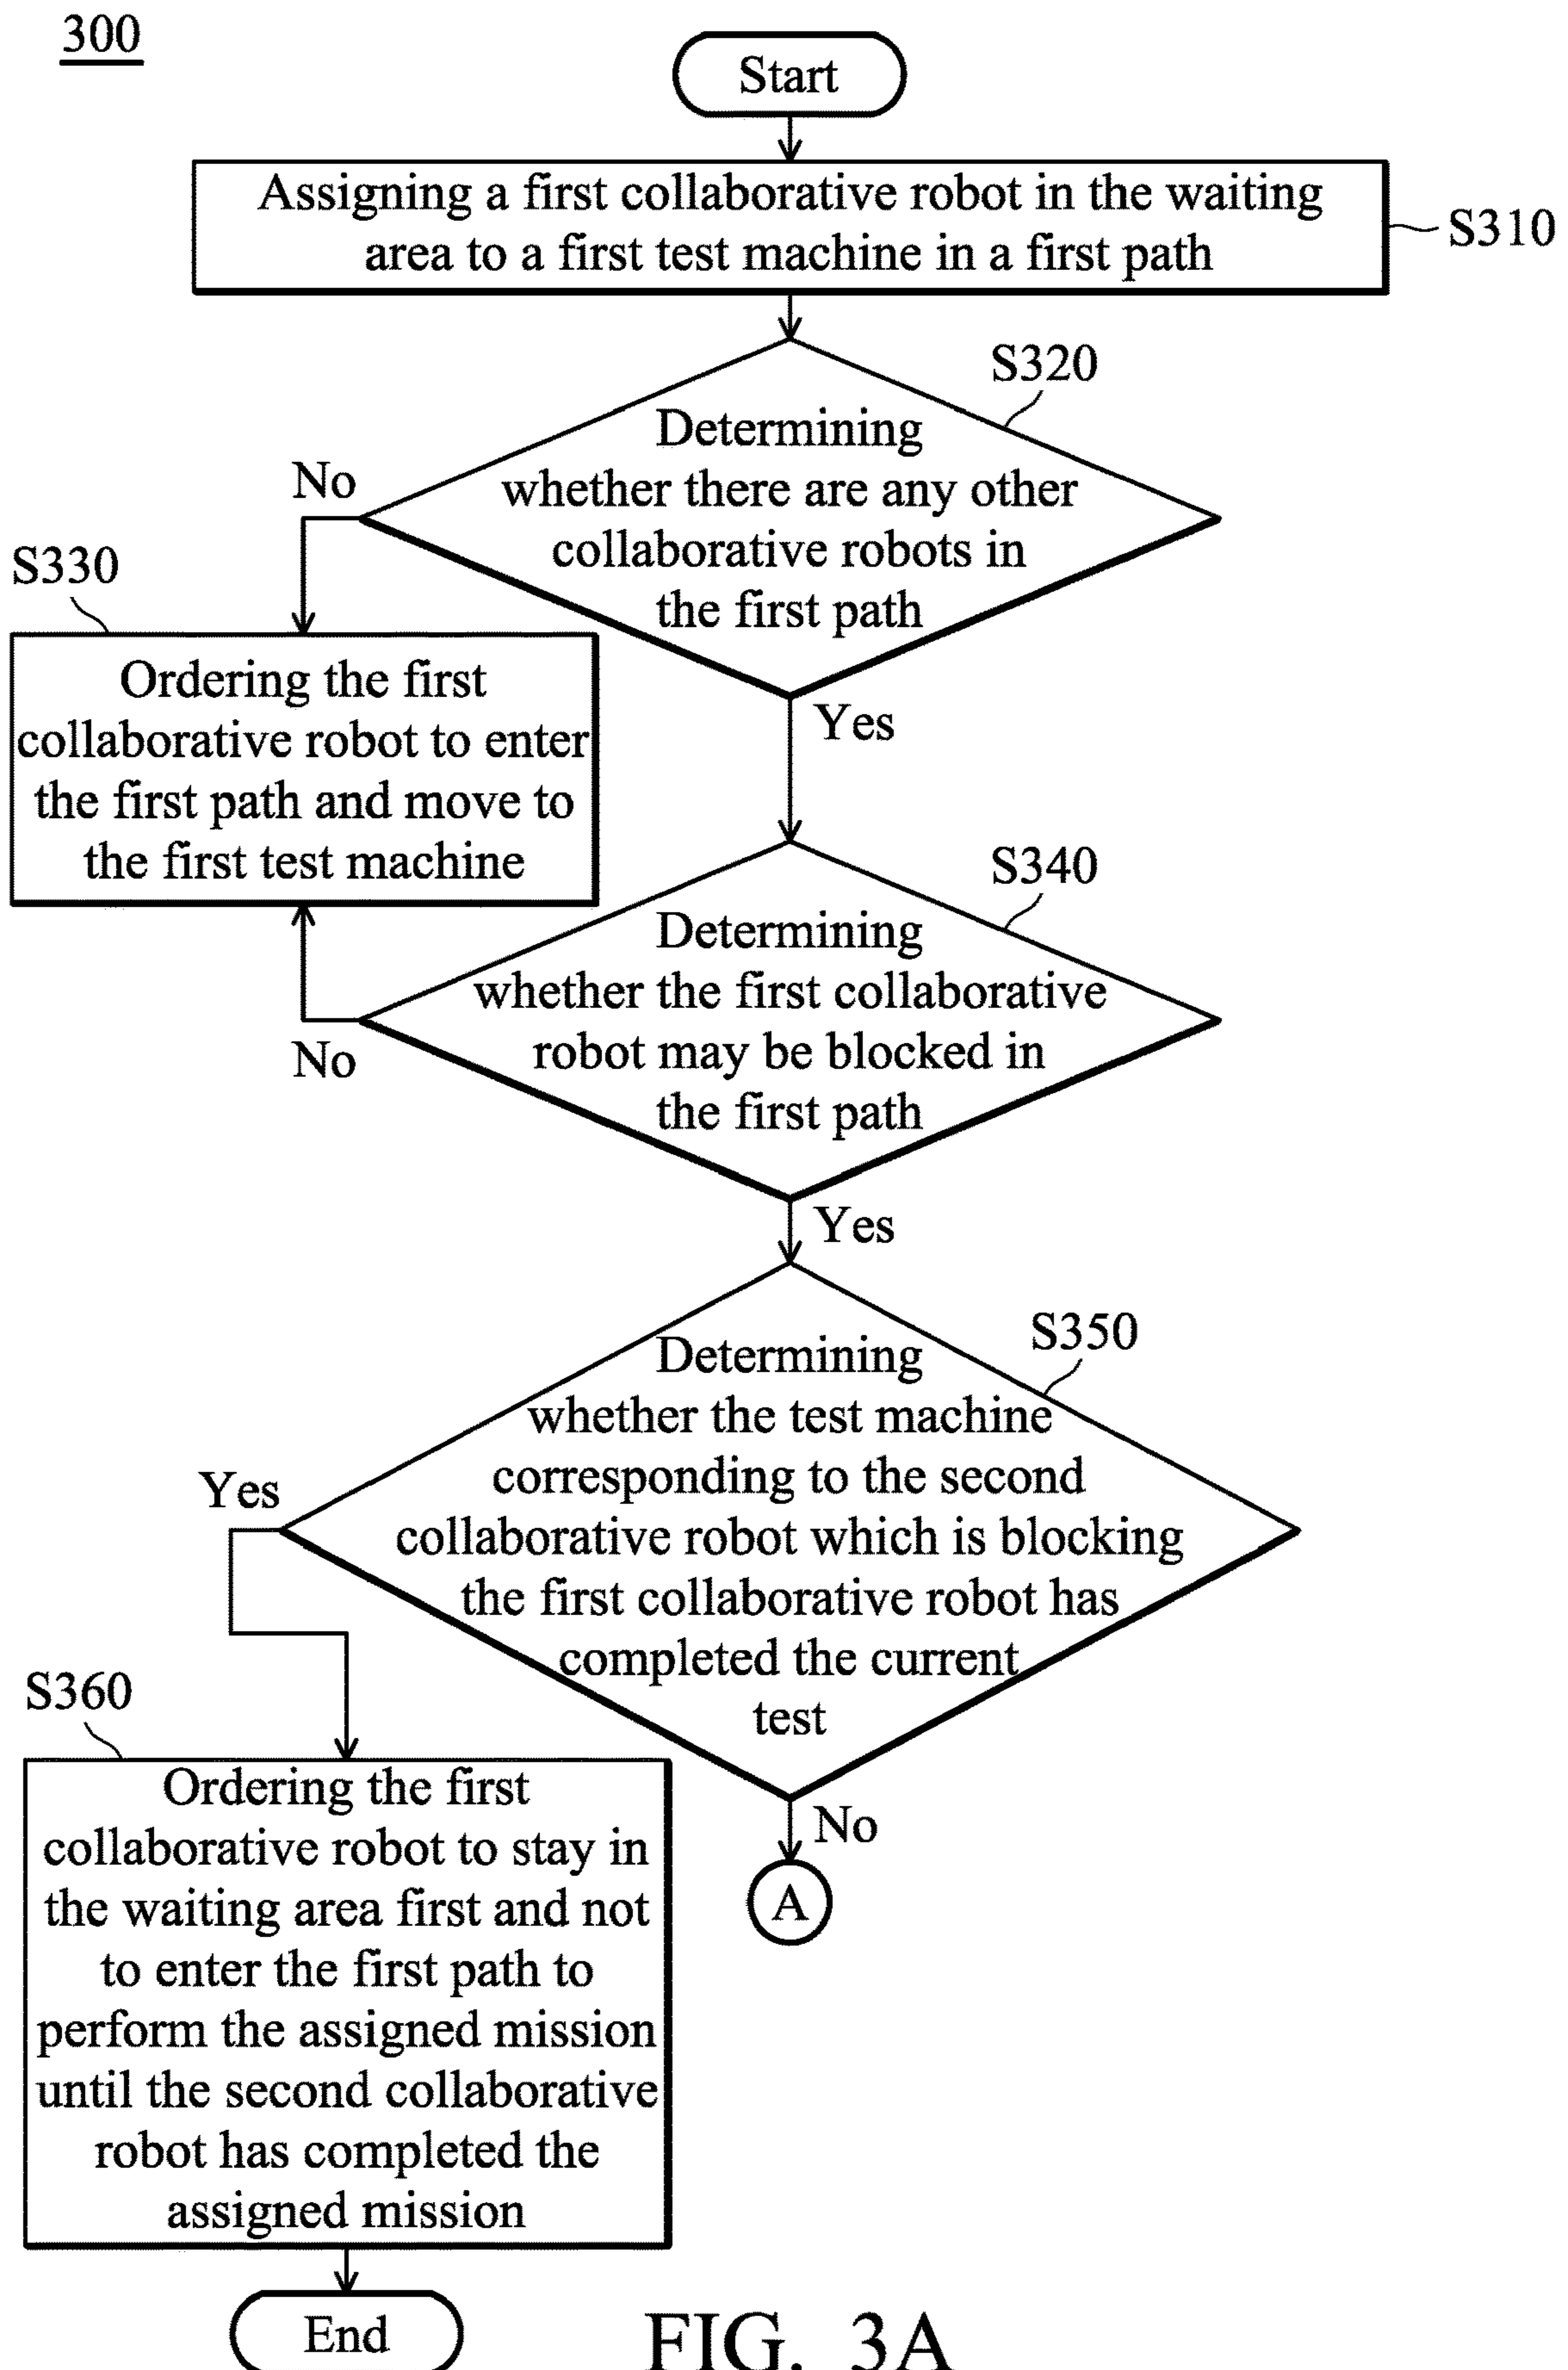 300
Start
Assigning a first collaborative robot in the waiting
area to a first test machine in a first path
S310
S320
Determining
whether there are any other
collaborative robots in
the first path
No
Yes
S330
Ordering the first
collaborative robot to enter
the first path and move to
the first test machine
S340
Determining
whether the first collaborative
robot may be blocked in
the first path
No
Yes
S350
Determining
whether the test machine
corresponding to the second
collaborative robot which is blocking
the first collaborative robot has
completed the current
test
Yes
No
A
S360
Ordering the first
collaborative robot to stay in
the waiting area first and not
to enter the first path to
perform the assigned mission
until the second collaborative
robot has completed the
assigned mission
End
FIG. 3A